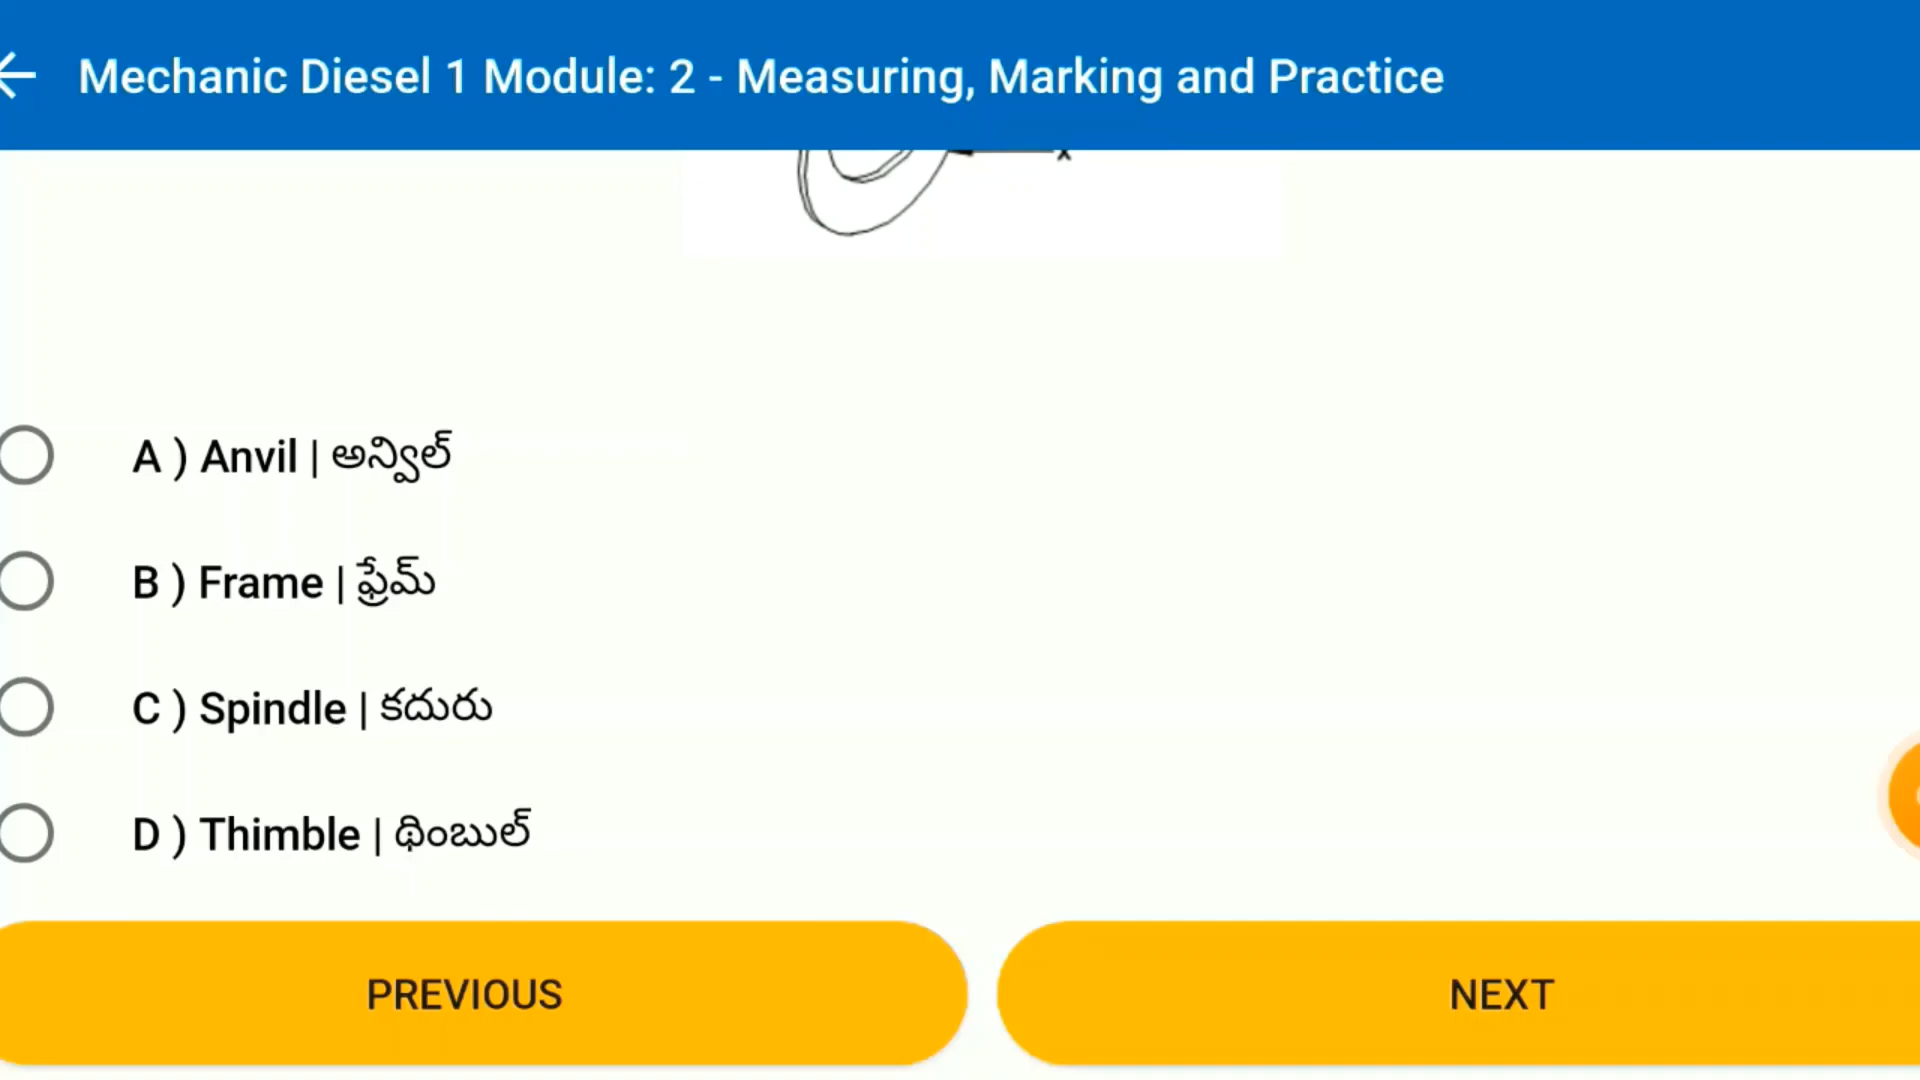 Mechanic Diesel 1 Module: 2 - Measuring, Marking and Practice
x
A ) Anvil | అన్విల్
B ) Frame | ఫ్రేమ్
C ) Spindle | కదురు
D ) Thimble | థింబుల్
PREVIOUS
NEXT